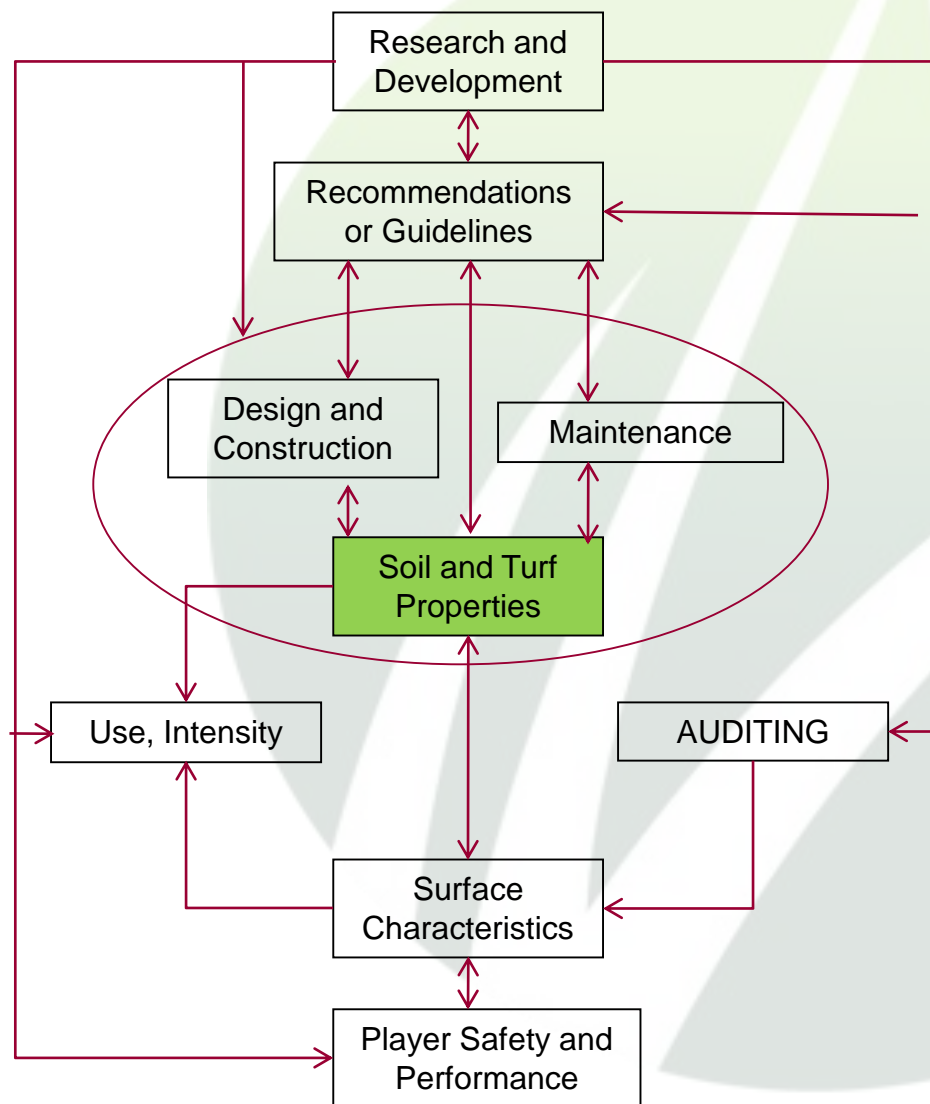 Research and
Development
Recommendations
or Guidelines
Design and
Construction
Maintenance
Soil and Turf
Properties
Use, Intensity
AUDITING
Surface
Characteristics
Player Safety and
Performance